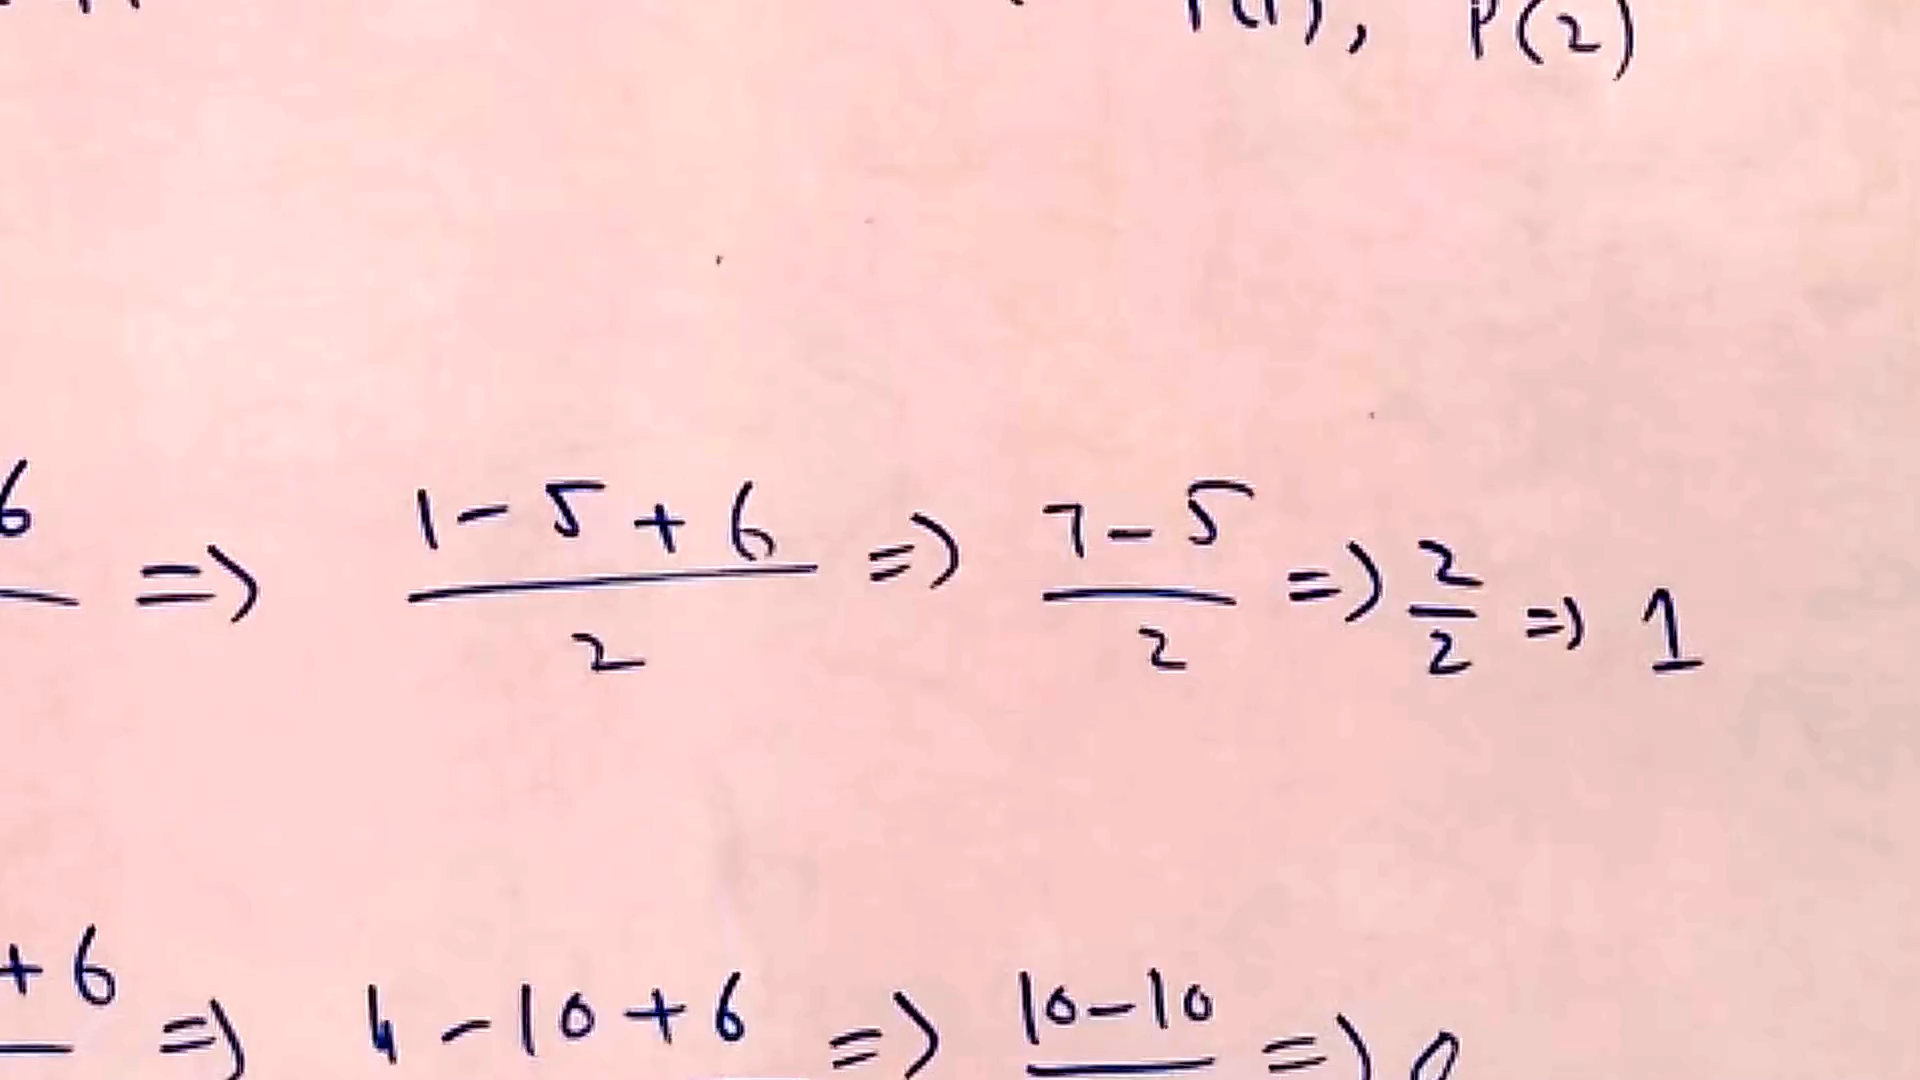 P(1), P(2)
6 => 1-5+6/2 => 7-5/2 => 2/2 => 1
+6 => 4-10+6 => 10-10 => 0